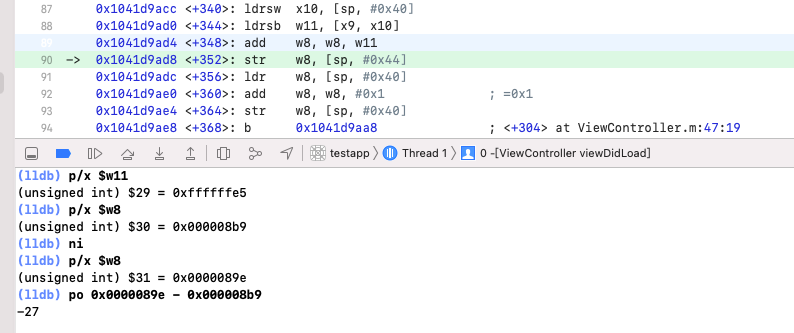 87 0x1041d9acc <+340>: ldrsw x10, [sp, #0x40]
88 0x1041d9ad0 <+344>: ldrsb w11, [x9, x10]
89 0x1041d9ad4 <+348>: add w8, w8, w11
90 -> 0x1041d9ad8 <+352>: str w8, [sp, #0x44]
91 0x1041d9adc <+356>: ldr w8, [sp, #0x40]
92 0x1041d9ae0 <+360>: add w8, w8, #0x1 ; =0x1
93 0x1041d9ae4 <+364>: str w8, [sp, #0x40]
94 0x1041d9ae8 <+368>: b 0x1041d9aa8 ; <+304> at ViewController.m:47:19
testapp 〉 Thread 1 〉 0 -[ViewController viewDidLoad]
(lldb) p/x $w11
(unsigned int) $29 = 0xffffffe5
(lldb) p/x $w8
(unsigned int) $30 = 0x000008b9
(lldb) ni
(lldb) p/x $w8
(unsigned int) $31 = 0x0000089e
(lldb) po 0x0000089e - 0x000008b9
-27